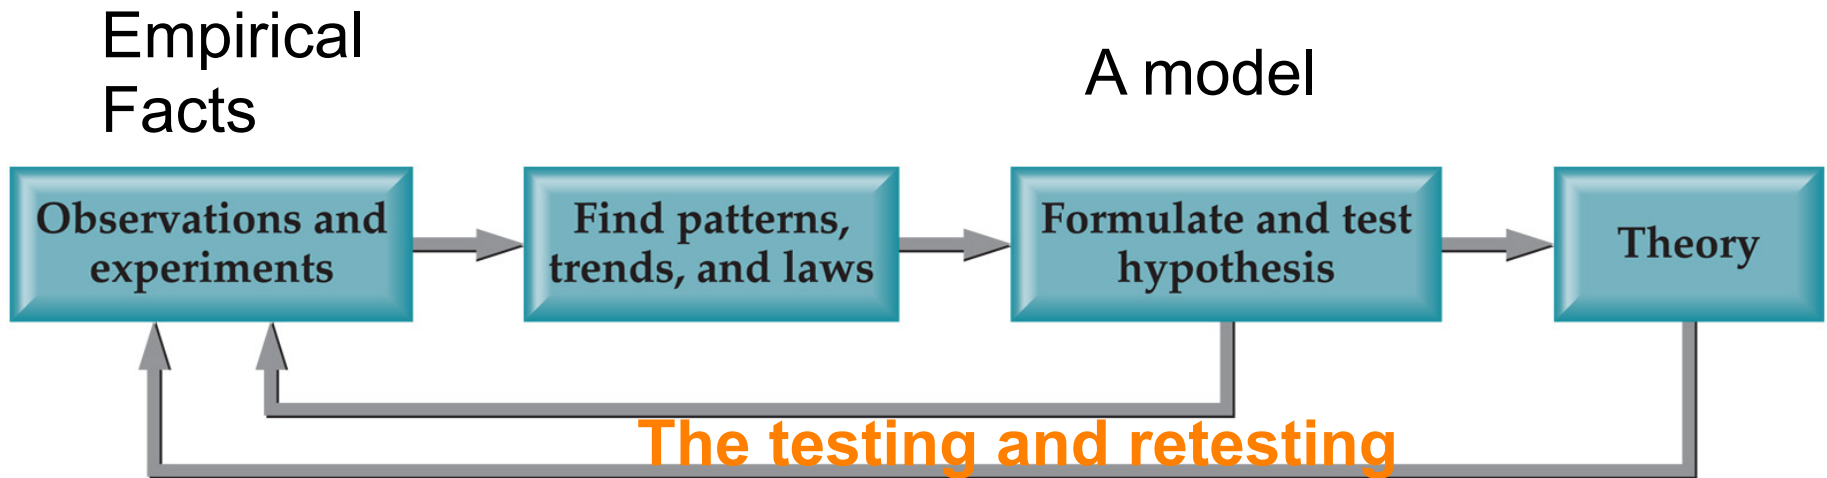 Empirical
Facts
A model
Observations and
experiments
Find patterns,
trends, and laws
Formulate and test
hypothesis
Theory
The testing and retesting